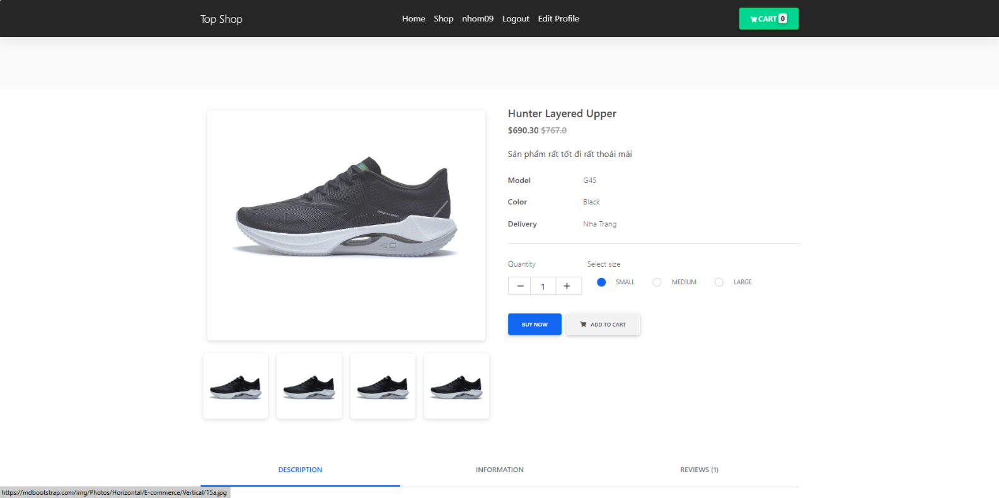 Top Shop
Home Shop nhom09 Logout Edit Profile
CART 0
Hunter Layered Upper
$690.30 $767.0
Sản phẩm rất tốt đi rất thoải mái
Model G45
Color Black
Delivery Nha Trang
Quantity Select size
1 SMALL MEDIUM LARGE
BUY NOW ADD TO CART
DESCRIPTION INFORMATION REVIEWS (1)
https://mdbootstrap.com/img/Photos/Horizontal/E-commerce/Vertical/15a.jpg